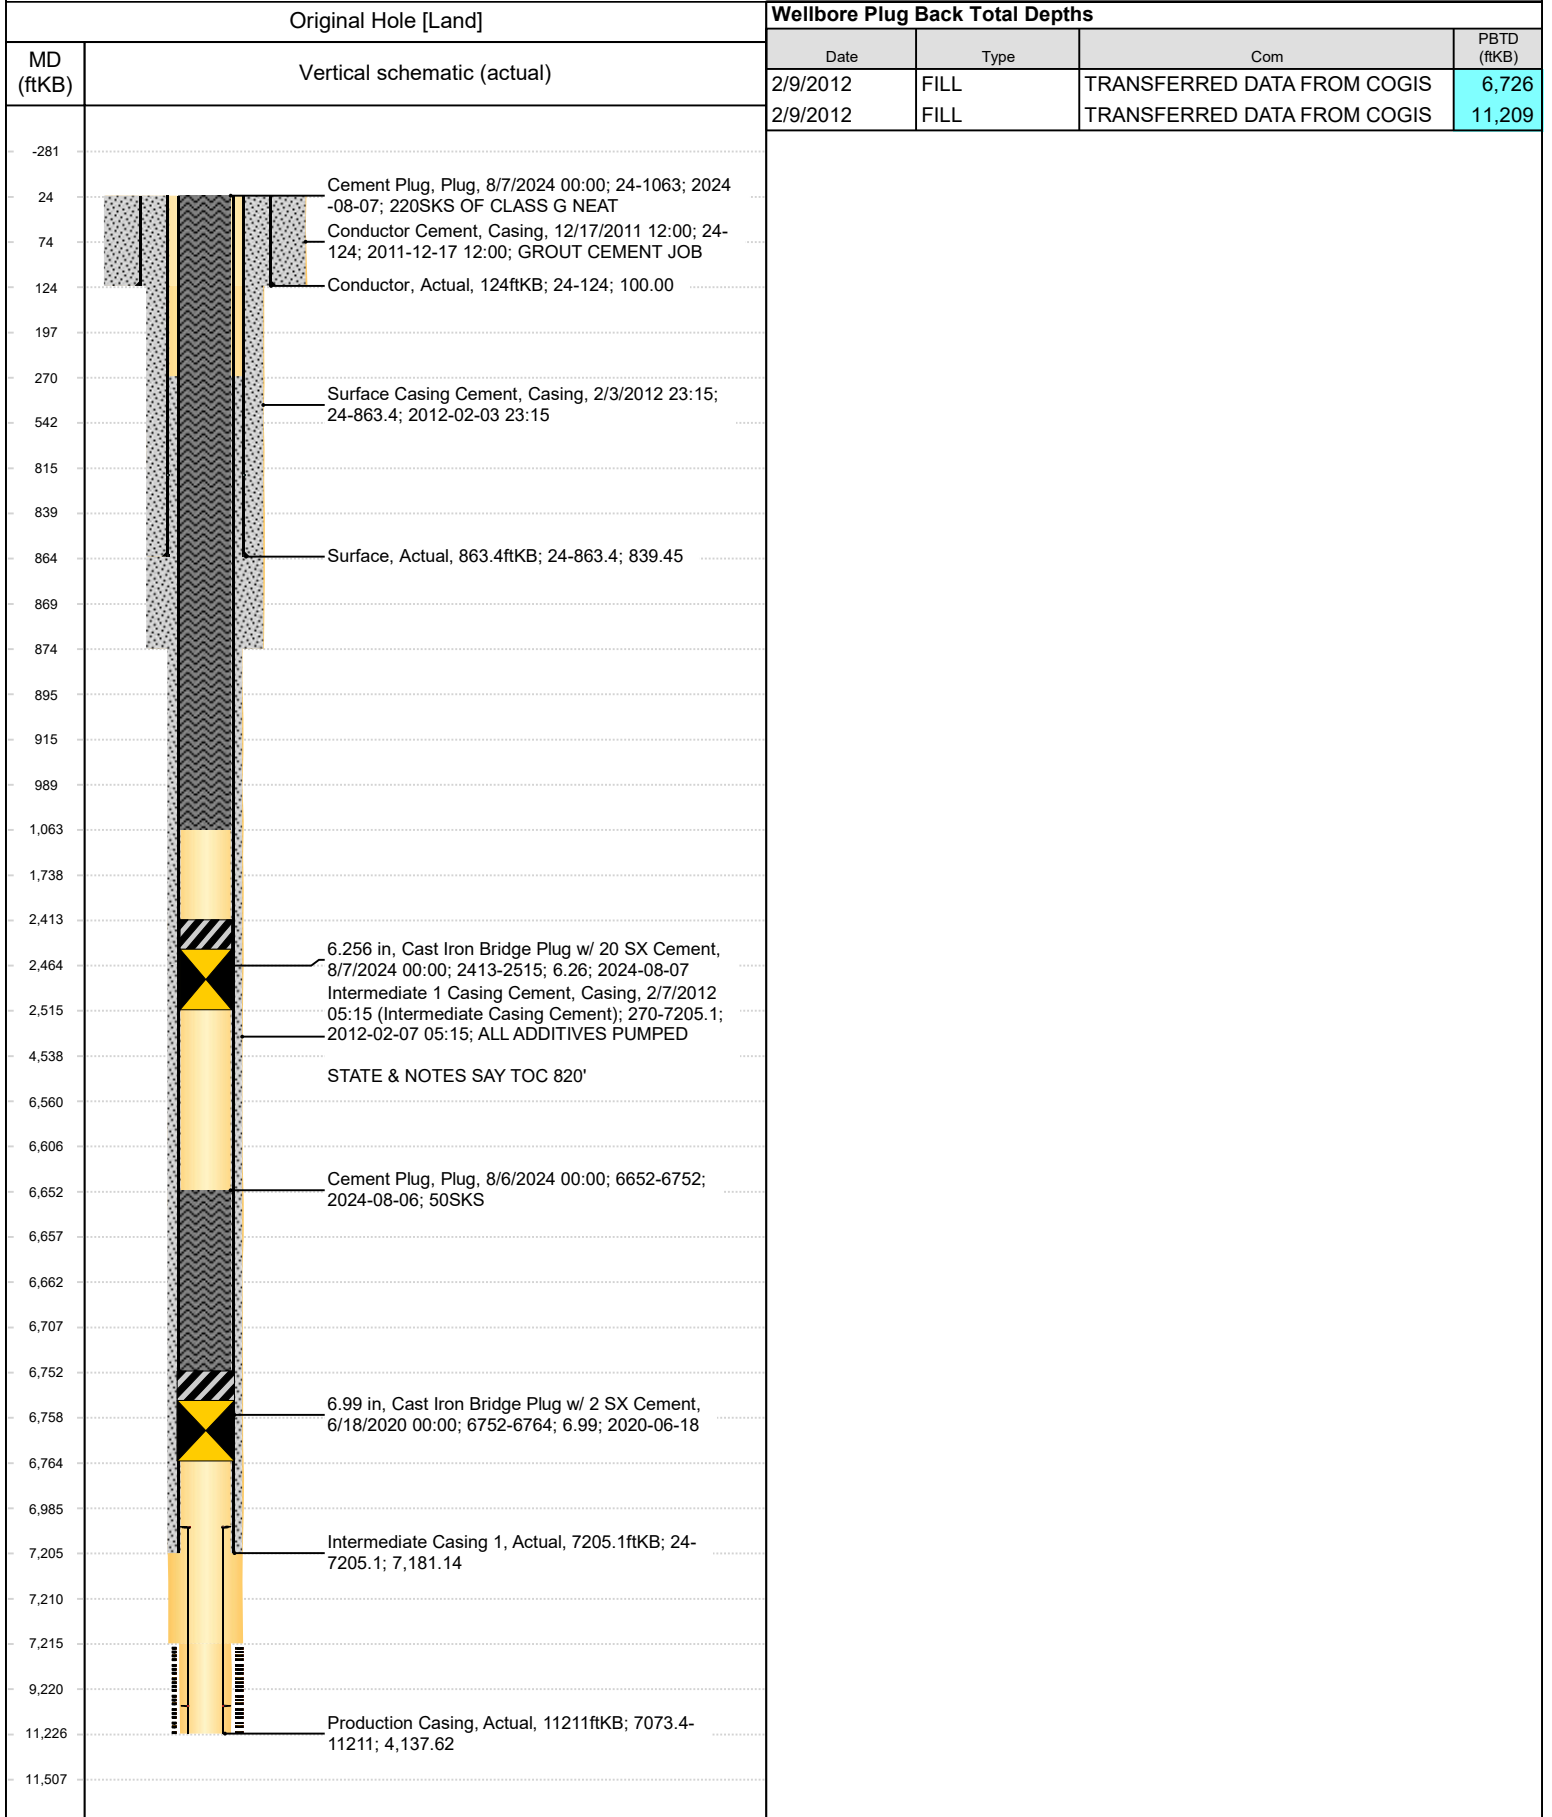 Original Hole [Land]
MD
(ftKB)
Vertical schematic (actual)
-281
24
74
124
197
270
542
815
839
864
869
874
895
915
989
1,063
1,738
2,413
2,464
2,515
4,538
6,560
6,606
6,652
6,657
6,662
6,707
6,752
6,758
6,764
6,985
7,205
7,210
7,215
9,220
11,226
11,507
Cement Plug, Plug, 8/7/2024 00:00; 24-1063; 2024
-08-07; 220SKS OF CLASS G NEAT
Conductor Cement, Casing, 12/17/2011 12:00; 24-
124; 2011-12-17 12:00; GROUT CEMENT JOB
Conductor, Actual, 124ftKB; 24-124; 100.00
Surface Casing Cement, Casing, 2/3/2012 23:15;
24-863.4; 2012-02-03 23:15
Surface, Actual, 863.4ftKB; 24-863.4; 839.45
6.256 in, Cast Iron Bridge Plug w/ 20 SX Cement,
8/7/2024 00:00; 2413-2515; 6.26; 2024-08-07
Intermediate 1 Casing Cement, Casing, 2/7/2012
05:15 (Intermediate Casing Cement); 270-7205.1;
2012-02-07 05:15; ALL ADDITIVES PUMPED
STATE & NOTES SAY TOC 820'
Cement Plug, Plug, 8/6/2024 00:00; 6652-6752;
2024-08-06; 50SKS
6.99 in, Cast Iron Bridge Plug w/ 2 SX Cement,
6/18/2020 00:00; 6752-6764; 6.99; 2020-06-18
Intermediate Casing 1, Actual, 7205.1ftKB; 24-
7205.1; 7,181.14
Production Casing, Actual, 11211ftKB; 7073.4-
11211; 4,137.62
Wellbore Plug Back Total Depths
Date Type Com PBTD
(ftKB)
2/9/2012 FILL TRANSFERRED DATA FROM COGIS 6,726
2/9/2012 FILL TRANSFERRED DATA FROM COGIS 11,209